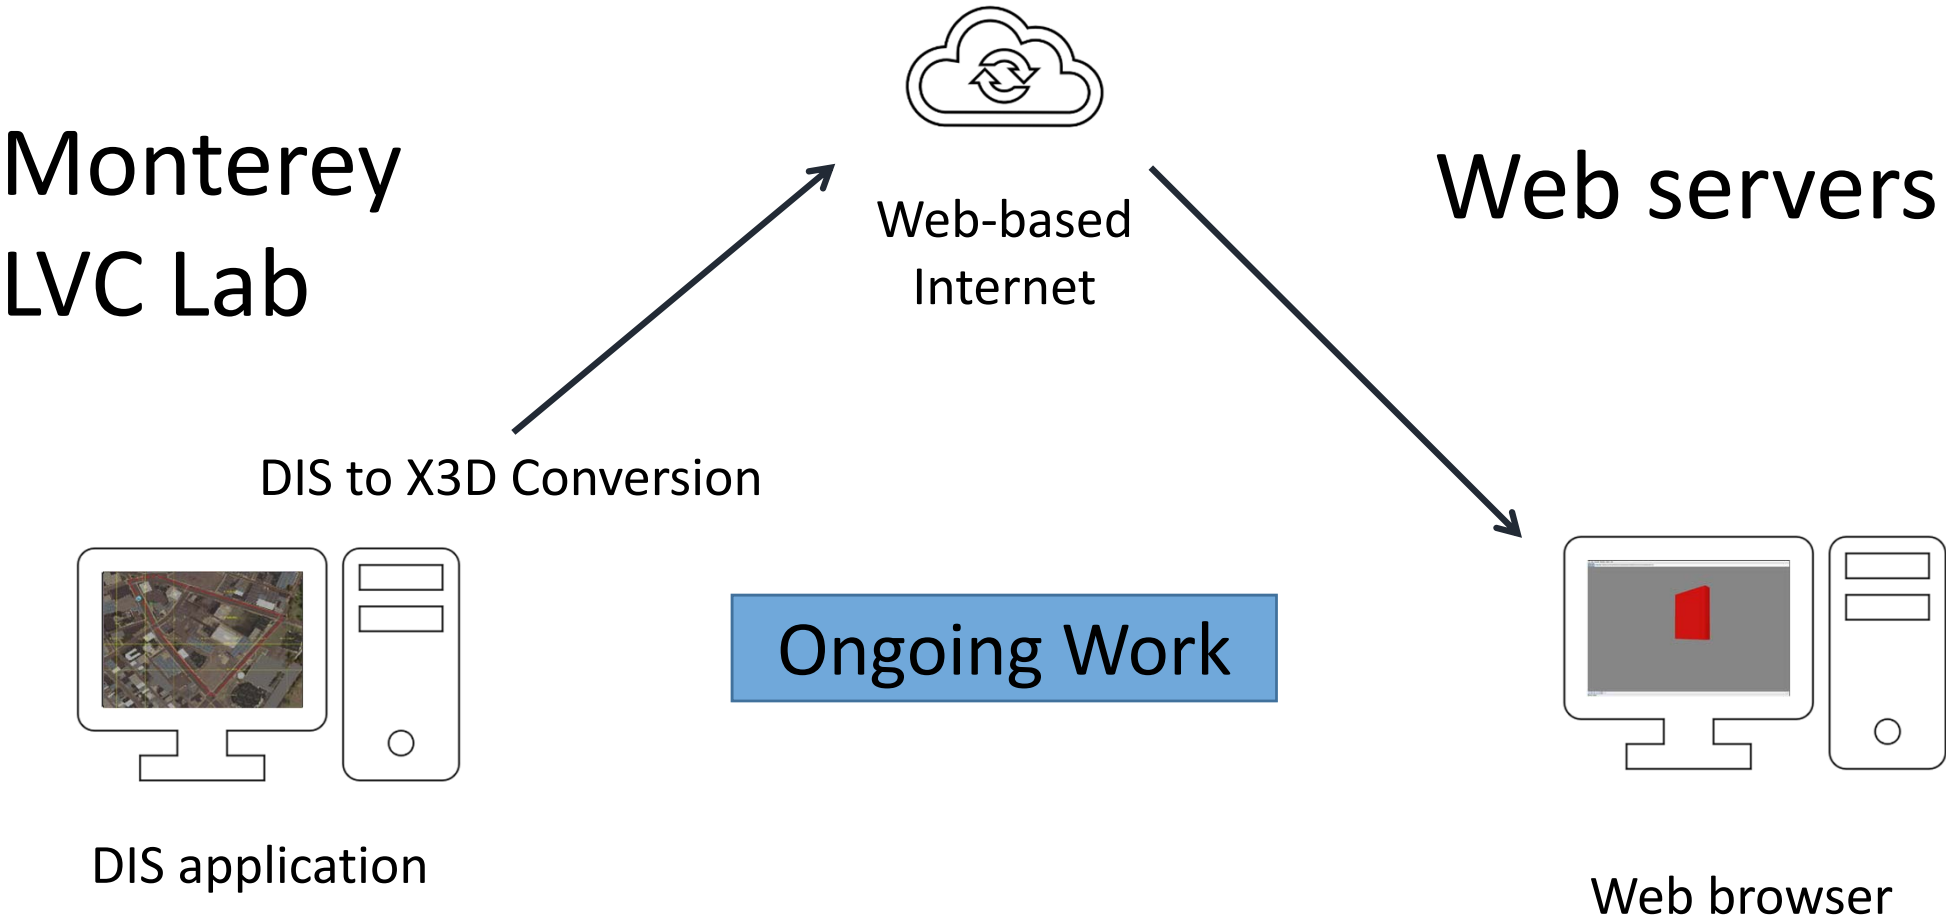 Monterey
LVC Lab
Web-based
Internet
Web servers
DIS to X3D Conversion
Ongoing Work
DIS application
Web browser